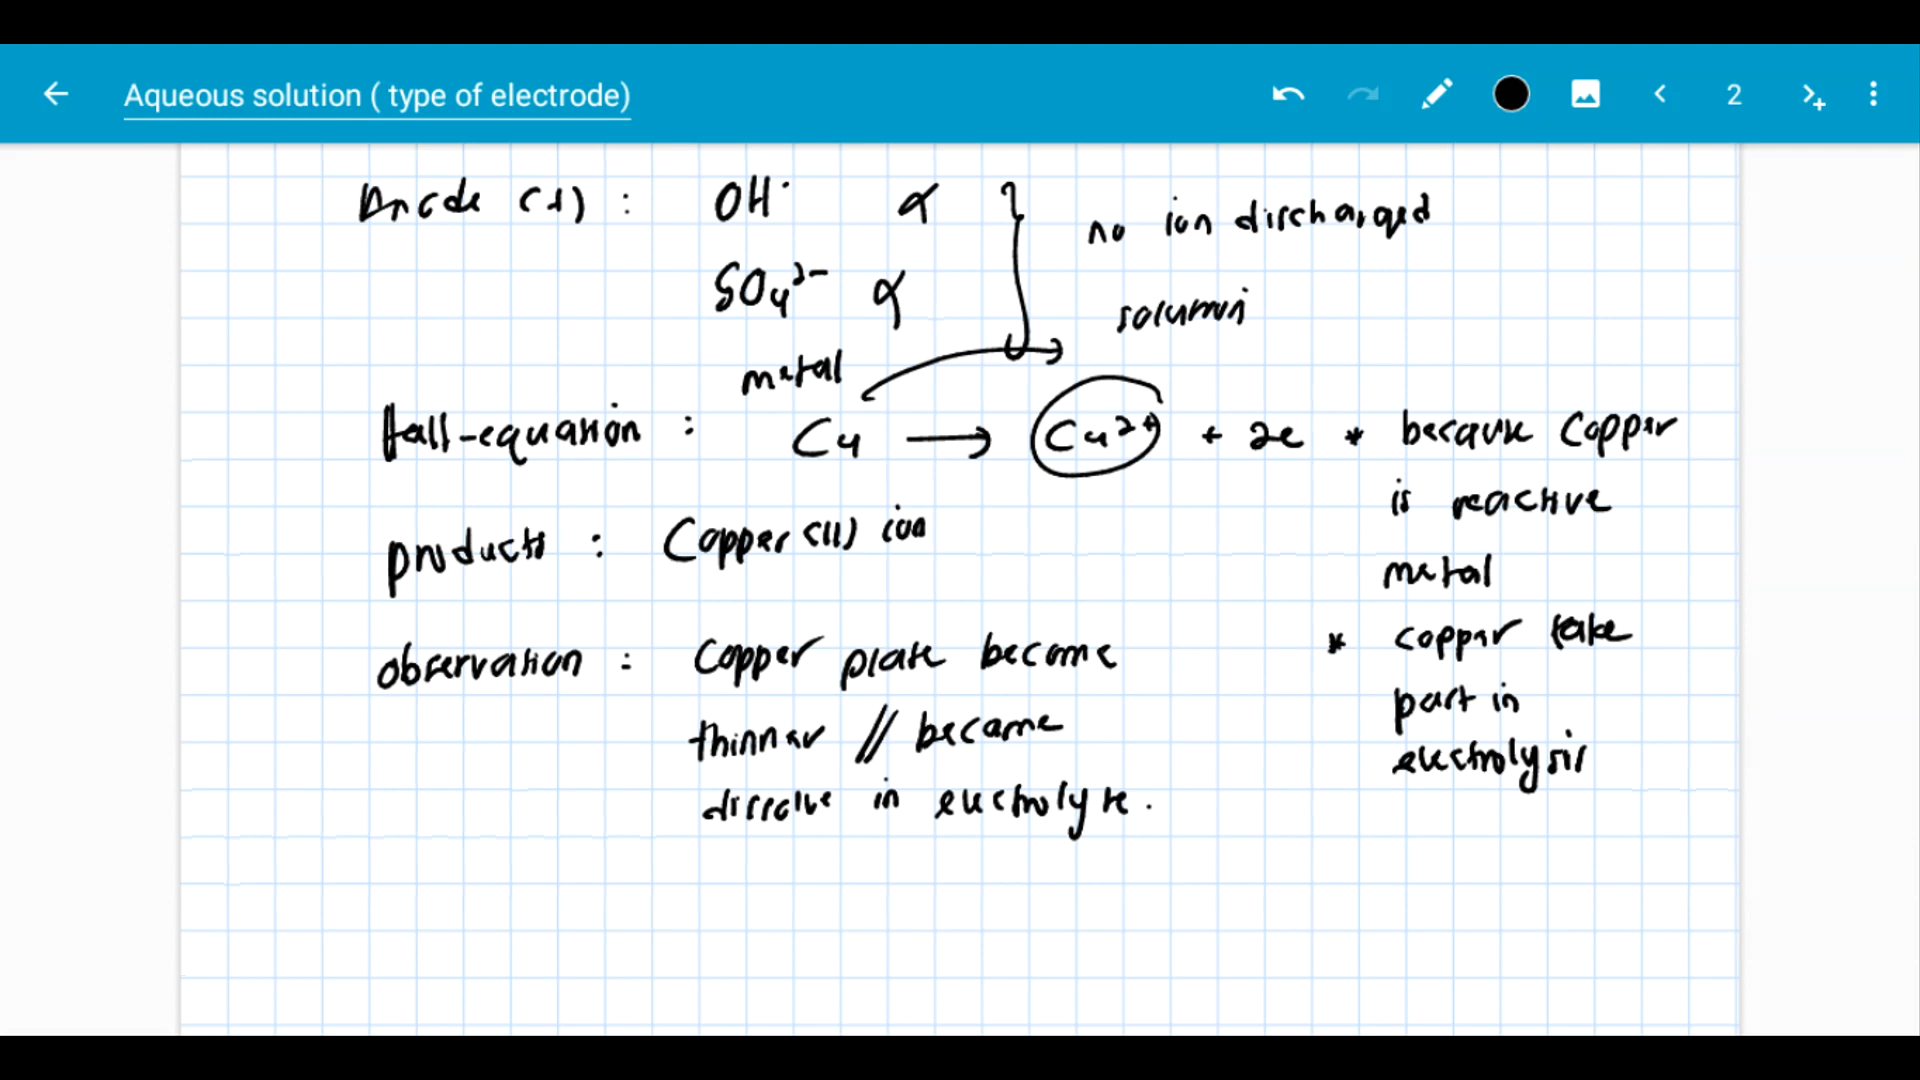 Aqueous solution ( type of electrode)
2
Anode (+) : OH⁻ α
no ion discharged
SO₄²⁻ α
metal
Half-equation : Cu → Cu²⁺ + 2e * because Copper
is reactive
metal
products : Copper (II) ion
observation : Copper plate become
thinner // became
dissolve in electrolyte.
* copper take
part in
electrolysis